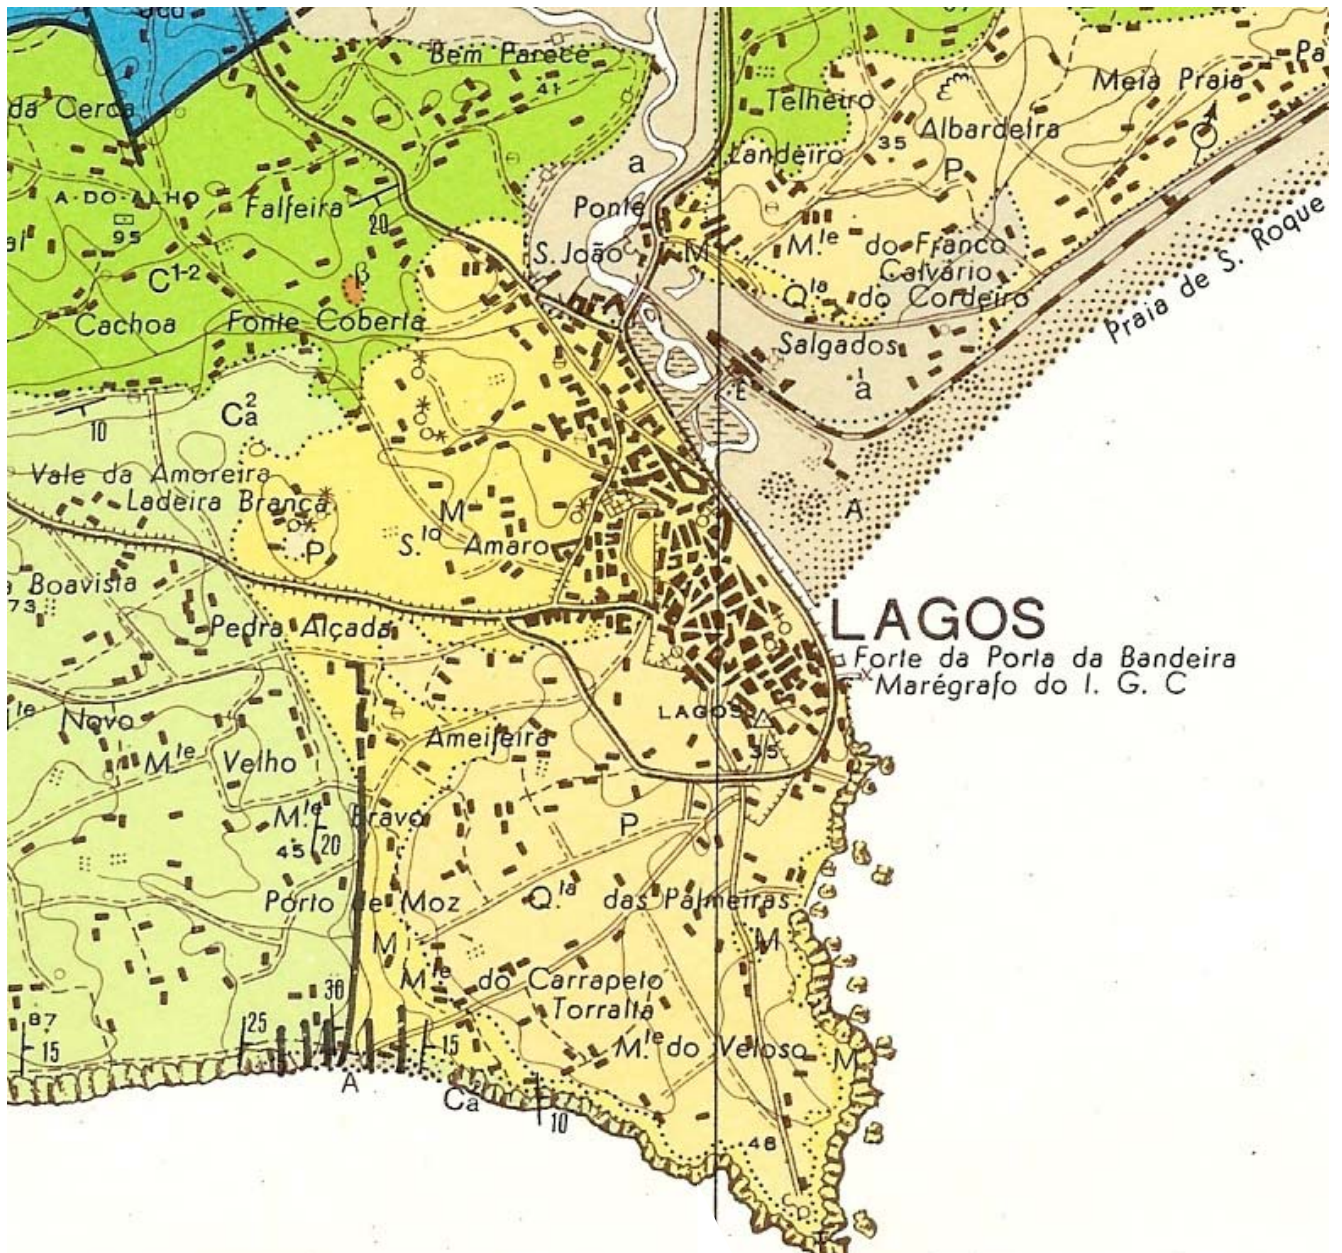 Bem Parece
41
Telheiro
Meia Praia
Pa
da Cerca
Albardeira
35
Landeiro
P
a
A-DO-ALHO
95
Falfeira
20
Ponte
S. João
M
M.te do Franco
Calvário
Q.ta do Cordeiro
Praia de S. Roque
al
C1-2
β
Cachoa
Fonte Coberta
Salgados
a
E
10
C2a
Vale da Amoreira
Ladeira Branca
M
P
S.to Amaro
A
Boavista
73
LAGOS
Pedra Alçada
Forte da Porta da Bandeira
Marégrafo do I. G. C
te Novo
LAGOS
35
Ameijeira
M.te Velho
M.te Bravo
20
45
P
Porto de Moz
Q.ta das Palmeiras
M
M
30
M.te do Carrapeto
Torralta
87
15
25
15
M.te do Veloso
M
A
Ca
10
48